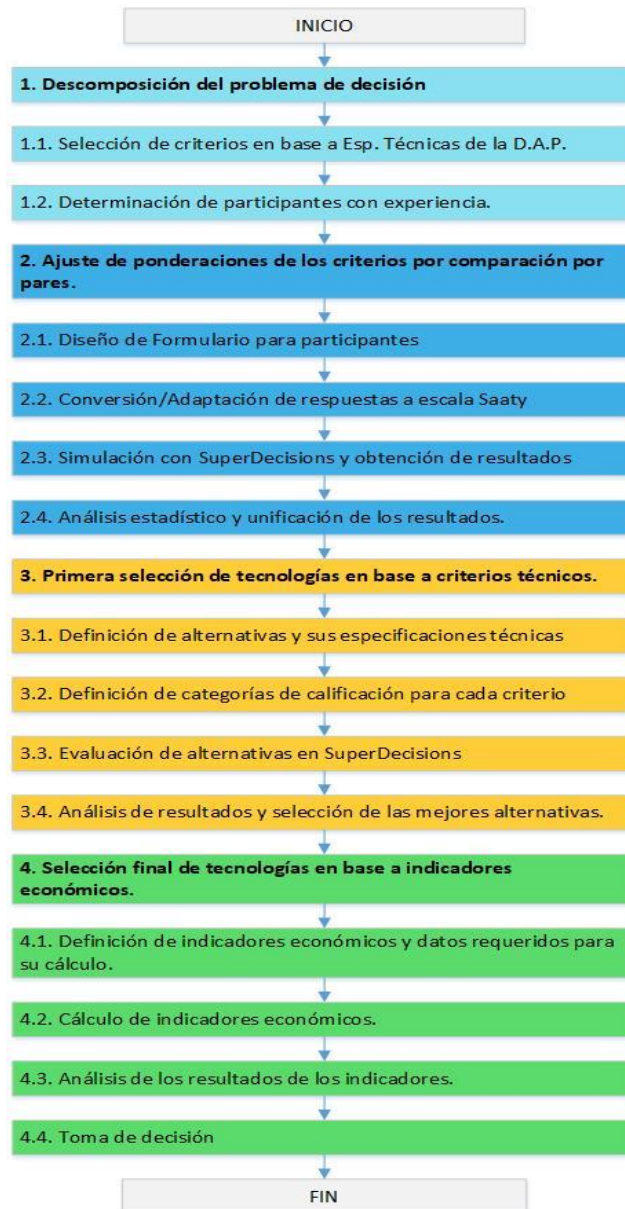 INICIO
1. Descomposición del problema de decisión
1.1. Selección de criterios en base a Esp. Técnicas de la D.A.P.
1.2. Determinación de participantes con experiencia.
2. Ajuste de ponderaciones de los criterios por comparación por
pares.
2.1. Diseño de Formulario para participantes
2.2. Conversión/Adaptación de respuestas a escala Saaty
2.3. Simulación con SuperDecisions y obtención de resultados
2.4. Análisis estadístico y unificación de los resultados.
3. Primera selección de tecnologías en base a criterios técnicos.
3.1. Definición de alternativas y sus especificaciones técnicas
3.2. Definición de categorías de calificación para cada criterio
3.3. Evaluación de alternativas en SuperDecisions
3.4. Análisis de resultados y selección de las mejores alternativas.
4. Selección final de tecnologías en base a indicadores
económicos.
4.1. Definición de indicadores económicos y datos requeridos para
su cálculo.
4.2. Cálculo de indicadores económicos.
4.3. Análisis de los resultados de los indicadores.
4.4. Toma de decisión
FIN